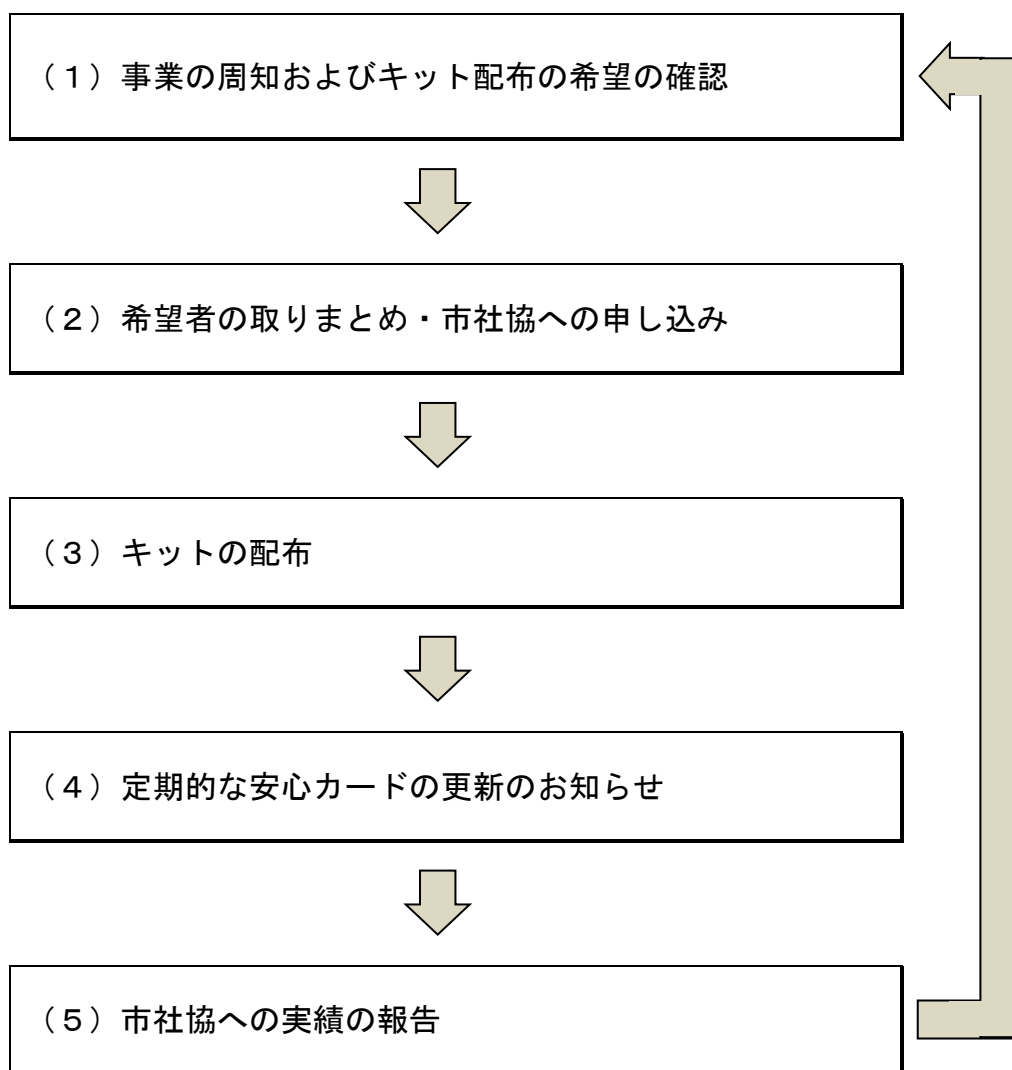 （１）事業の周知およびキット配布の希望の確認
（２）希望者の取りまとめ・市社協への申し込み
（３）キットの配布
（４）定期的な安心カードの更新のお知らせ
（５）市社協への実績の報告